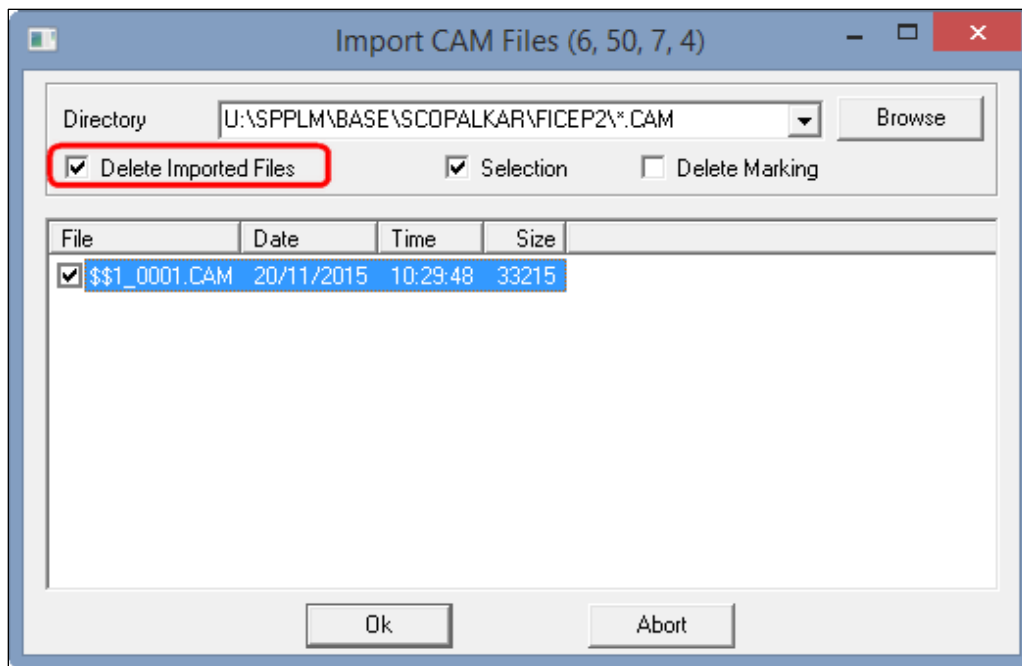 Import CAM Files (6, 50, 7, 4)
Directory U:\SPPLM\BASE\SCOPALKAR\FICEP2\*.CAM Browse
Delete Imported Files Selection Delete Marking
File Date Time Size
$$1_0001.CAM 20/11/2015 10:29:48 33215
Ok Abort